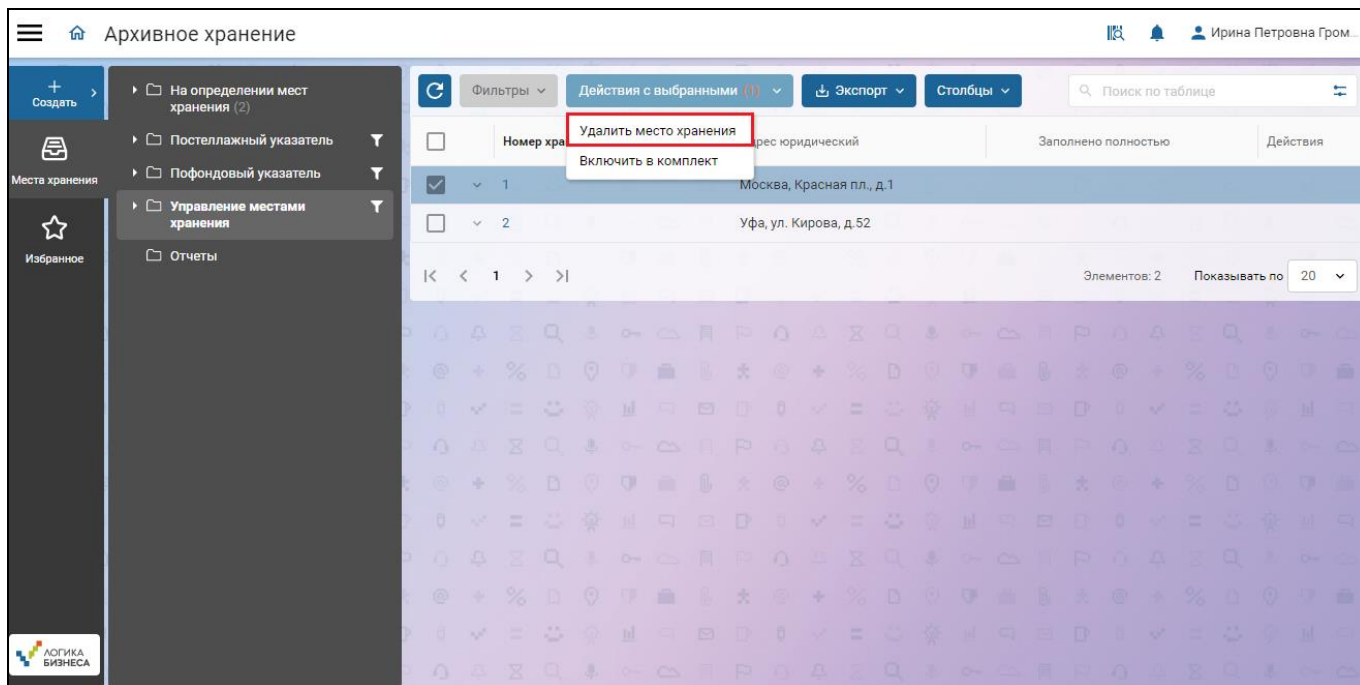 Архивное хранение
Ирина Петровна Гром...
Создать
Места хранения
Избранное
На определении мест
хранения (2)
Постеллажный указатель
Пофондовый указатель
Управление местами
хранения
Отчеты
Фильтры
Действия с выбранными (1)
Экспорт
Столбцы
Поиск по таблице
Удалить место хранения
Включить в комплект
Номер хра
рес юридический
Заполнено полностью
Действия
1 Москва, Красная пл., д.1
2 Уфа, ул. Кирова, д.52
1
Элементов: 2
Показывать по 20
ЛОГИКА
БИЗНЕСА